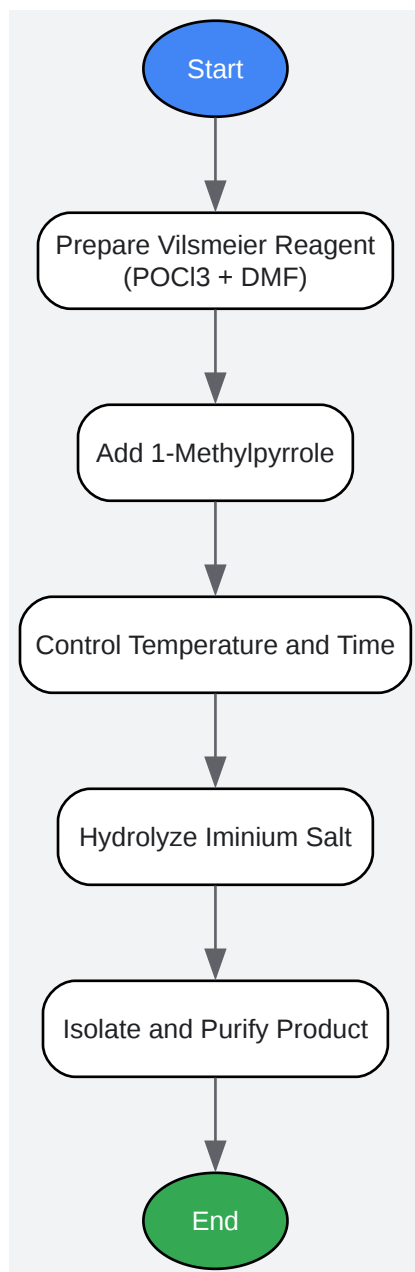 Start
Prepare Vilsmeier Reagent
(POCl3 + DMF)
Add 1-Methylpyrrole
Control Temperature and Time
Hydrolyze Iminium Salt
Isolate and Purify Product
End